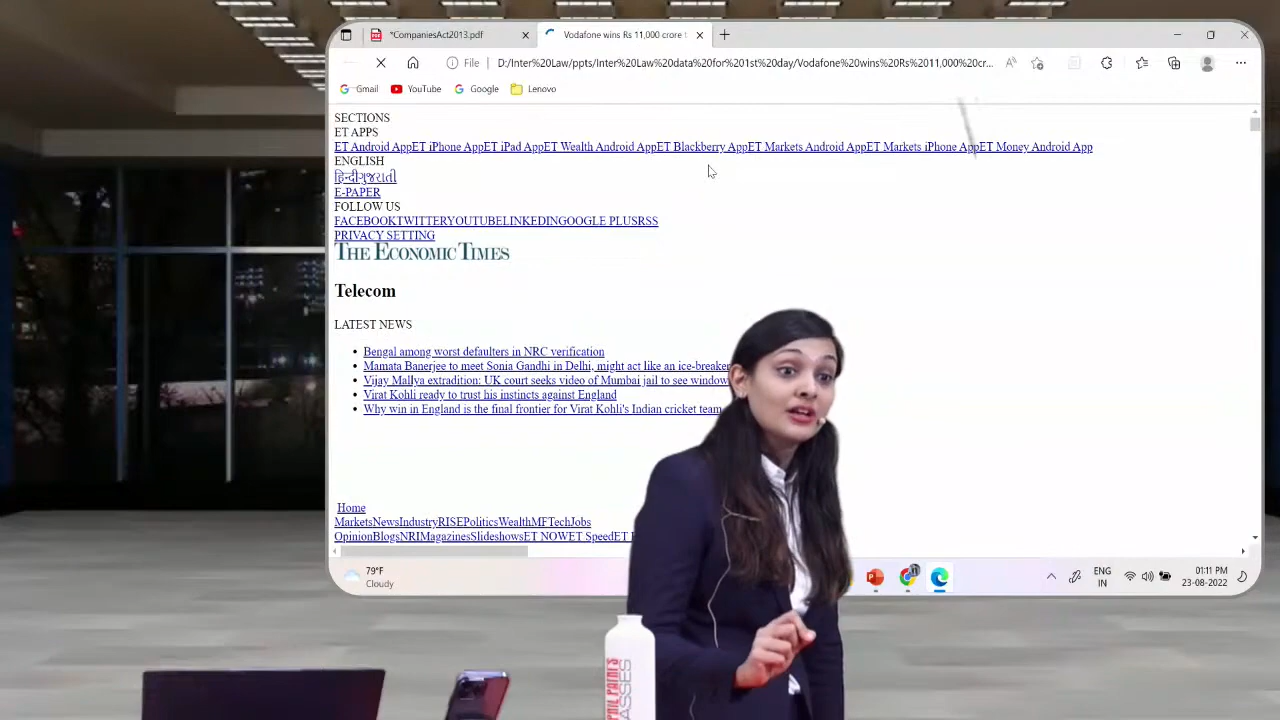 *CompaniesAct2013.pdf
Vodafone wins Rs 11,000 crore t
File
D:/Inter%20Law/ppts/Inter%20Law%20data%20for%201st%20day/Vodafone%20wins%20Rs%2011,000%20cr...
Gmail YouTube Google Lenovo
SECTIONS
ET APPS
ET Android AppET iPhone AppET iPad AppET Wealth Android AppET Blackberry AppET Markets Android AppET Markets iPhone AppET Money Android App
ENGLISH
हिन्दीગુજરાતી
E-PAPER
FOLLOW US
FACEBOOKTWITTERYOUTUBELINKEDINGOOGLE PLUSRSS
PRIVACY SETTING
THE ECONOMIC TIMES
Telecom
LATEST NEWS
Bengal among worst defaulters in NRC verification
Mamata Banerjee to meet Sonia Gandhi in Delhi, might act like an ice-breaker
Vijay Mallya extradition: UK court seeks video of Mumbai jail to see window
Virat Kohli ready to trust his instincts against England
Why win in England is the final frontier for Virat Kohli's Indian cricket team
Home
MarketsNewsIndustryRISEPoliticsWealthMFTechJobs
OpinionBlogsNRIMagazinesSlideshowsET NOWET SpeedET
79°F
Cloudy
ENG
IN
01:11 PM
23-08-2022